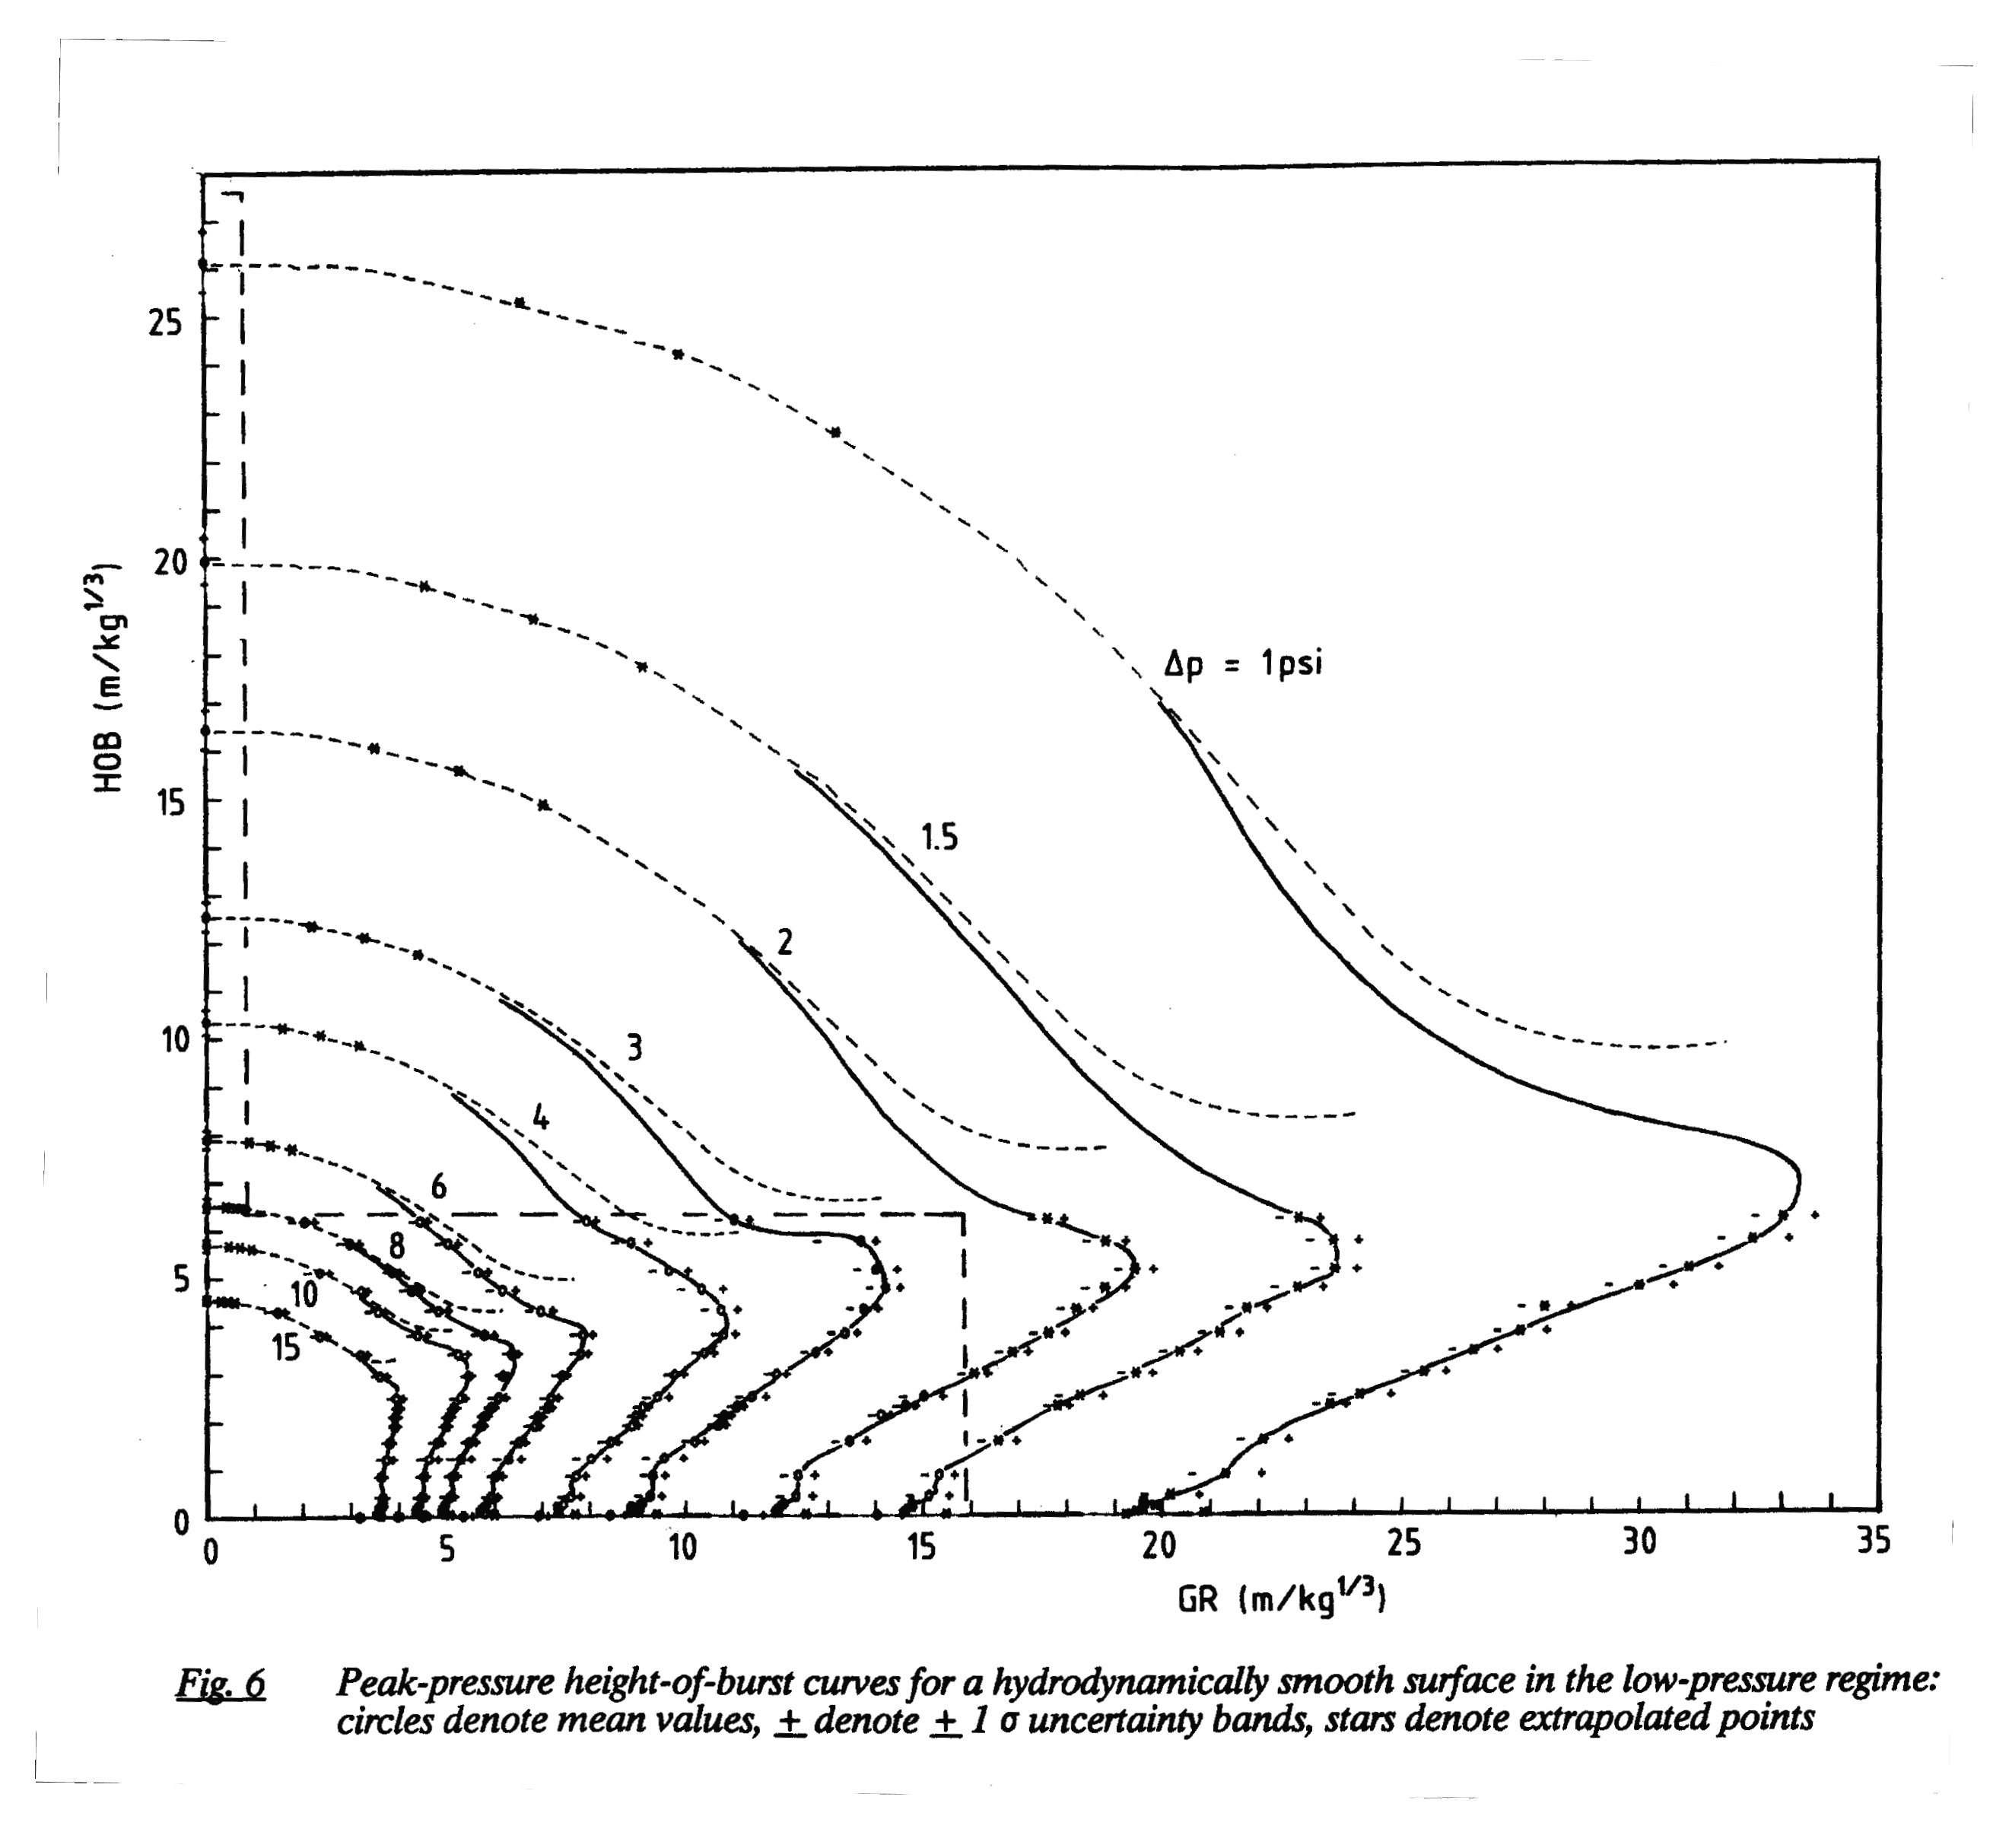 25
20
15
10
5
0
HOB (m/kg1/3)
Δp = 1psi
1.5
2
3
4
6
8
10
15
0 5 10 15 20 25 30 35
GR (m/kg1/3)
Fig. 6 Peak-pressure height-of-burst curves for a hydrodynamically smooth surface in the low-pressure regime:
circles denote mean values, ± denote ± 1 σ uncertainty bands, stars denote extrapolated points